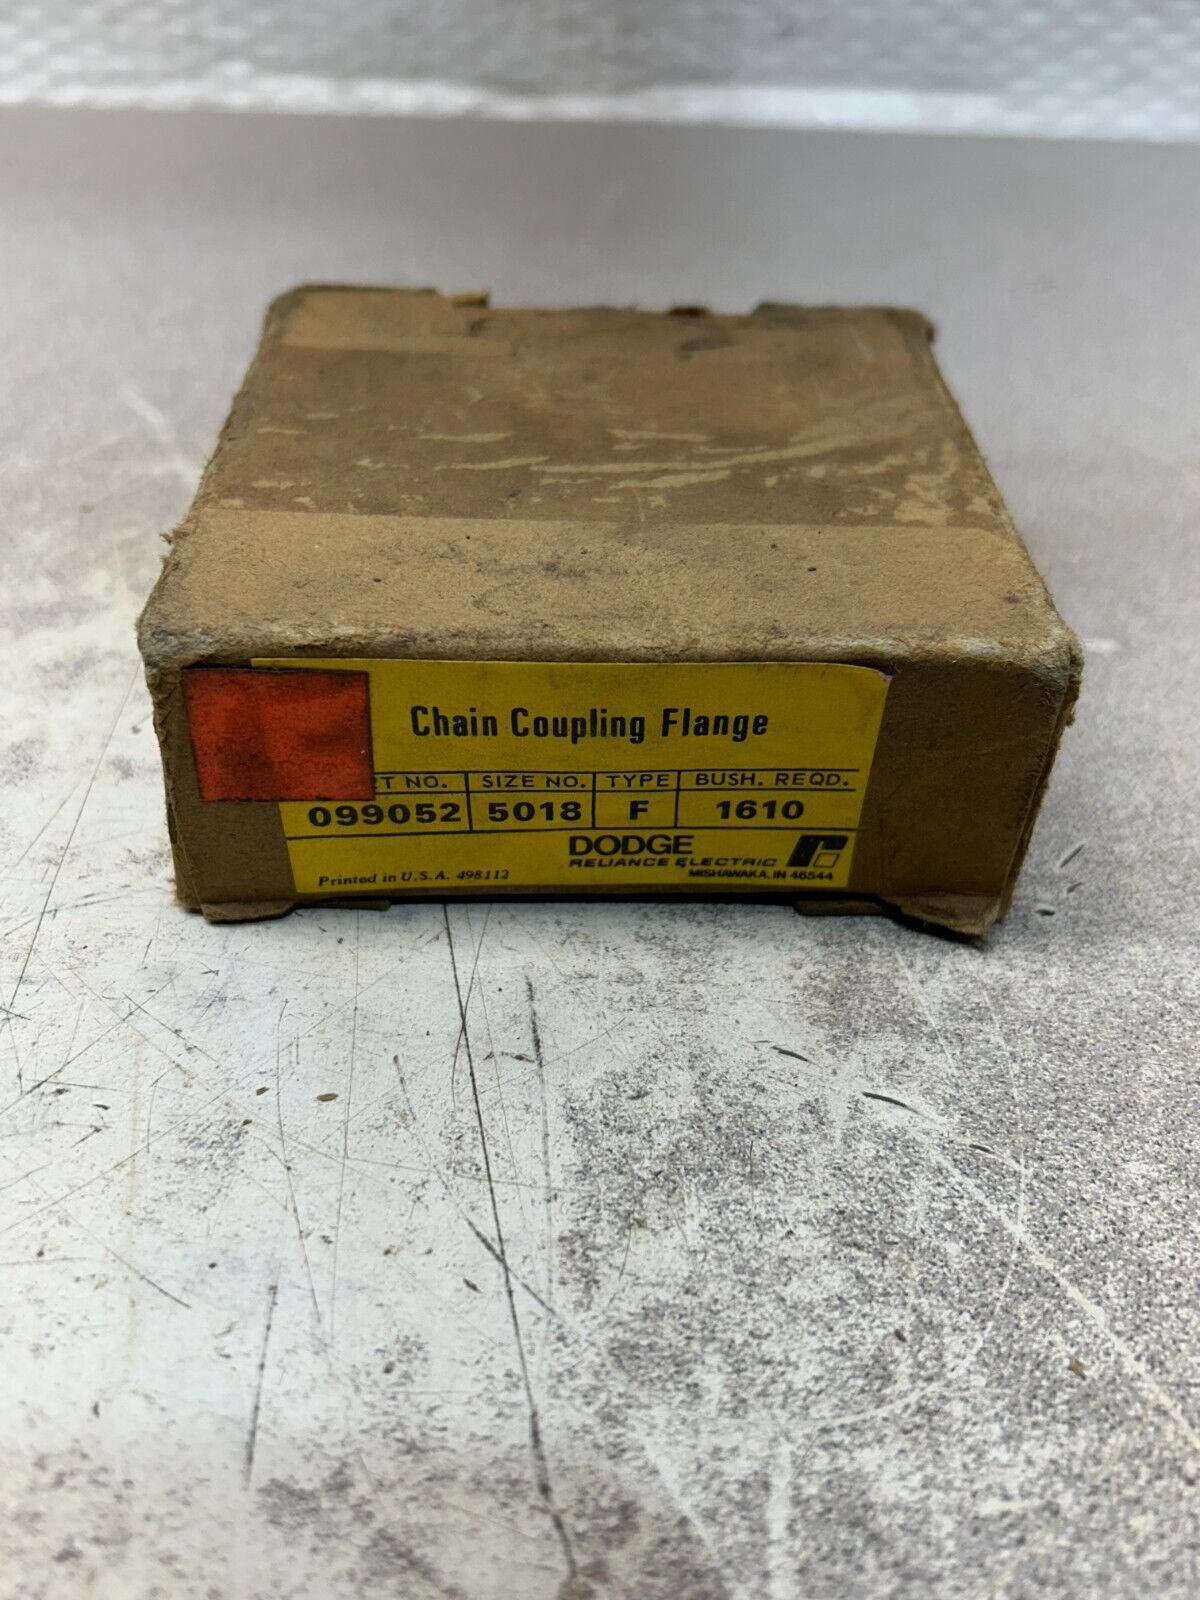 Chain Coupling Flange
T NO. SIZE NO. TYPE BUSH. REQD.
099052 5018 F 1610
DODGE
RELIANCE ELECTRIC
MISHAWAKA, IN 46544
Printed in U.S.A. 498112